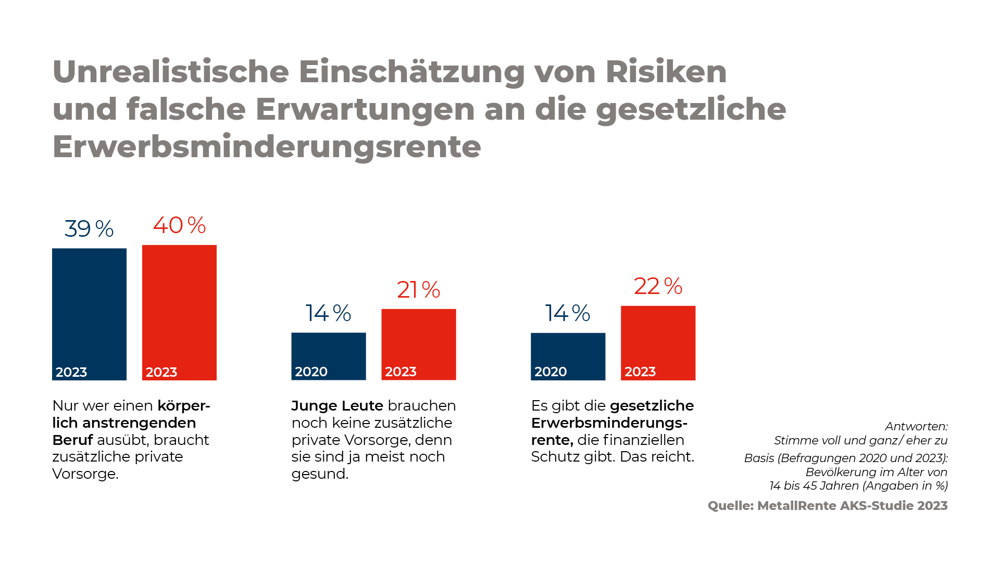 Unrealistische Einschätzung von Risiken
und falsche Erwartungen an die gesetzliche
Erwerbsminderungsrente
39 %
40 %
2023
2023
Nur wer einen körper-
lich anstrengenden
Beruf ausübt, braucht
zusätzliche private
Vorsorge.
14 %
21 %
2020
2023
Junge Leute brauchen
noch keine zusätzliche
private Vorsorge, denn
sie sind ja meist noch
gesund.
14 %
22 %
2020
2023
Es gibt die gesetzliche
Erwerbsminderungs-
rente, die finanziellen
Schutz gibt. Das reicht.
Antworten:
Stimme voll und ganz/ eher zu
Basis (Befragungen 2020 und 2023):
Bevölkerung im Alter von
14 bis 45 Jahren (Angaben in %)
Quelle: MetallRente AKS-Studie 2023